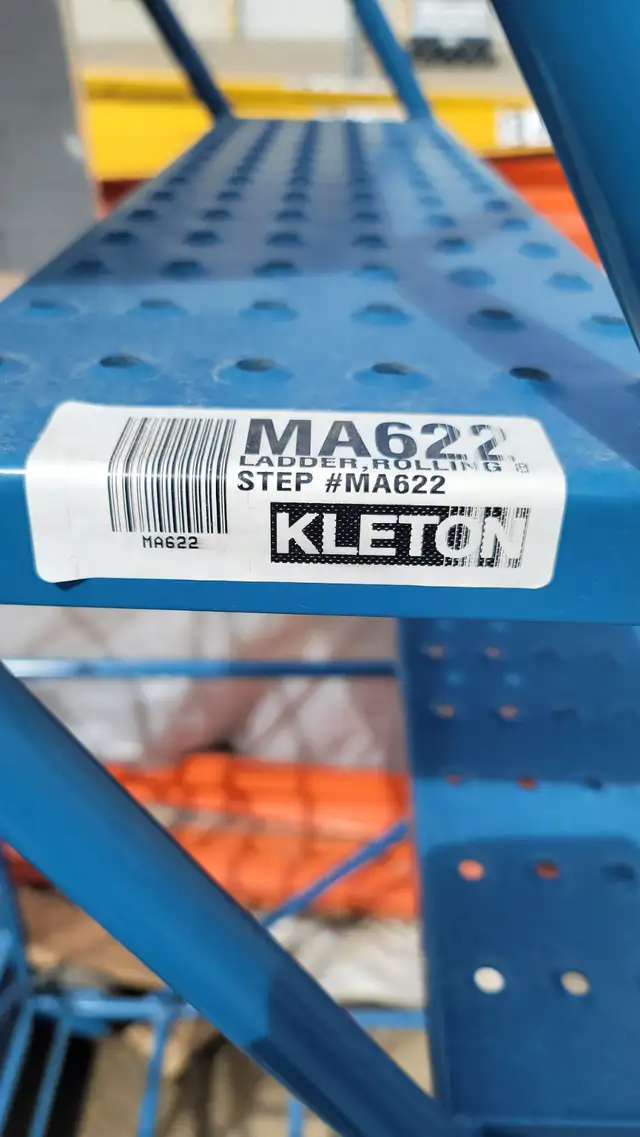 MA622
LADDER, ROLLING 8
STEP #MA622
MA622
KLETON